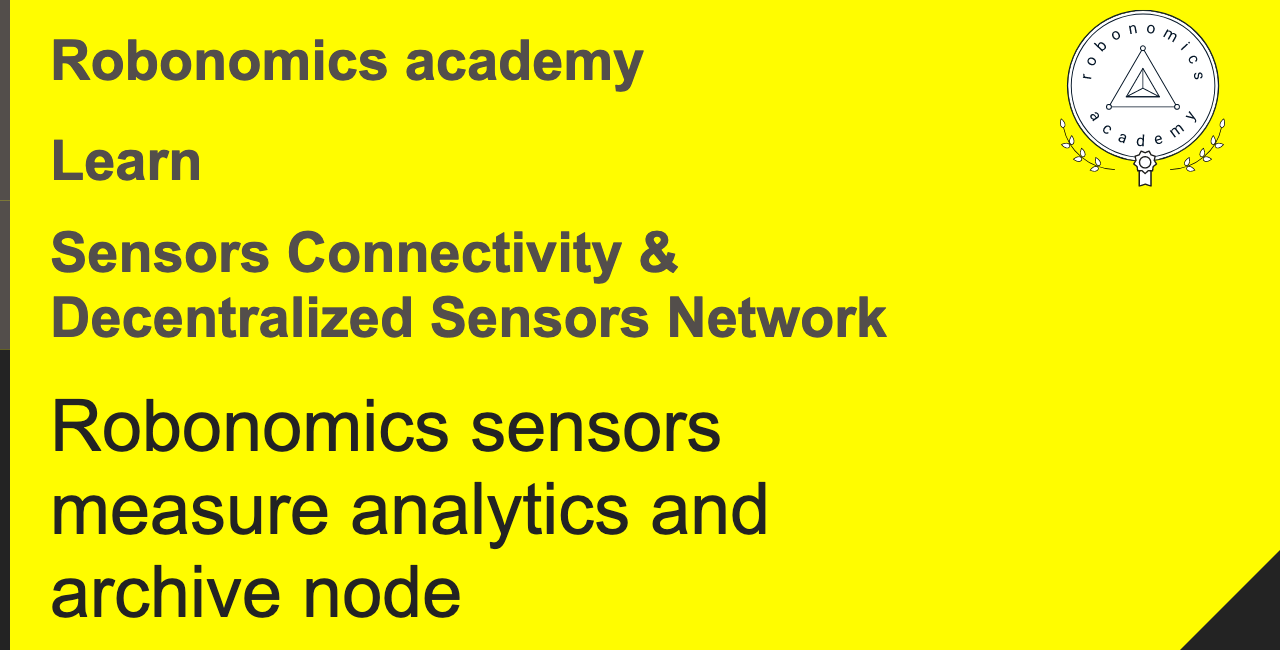 Robonomics academy
robonomics
academy
Learn
Sensors Connectivity &
Decentralized Sensors Network
Robonomics sensors
measure analytics and
archive node